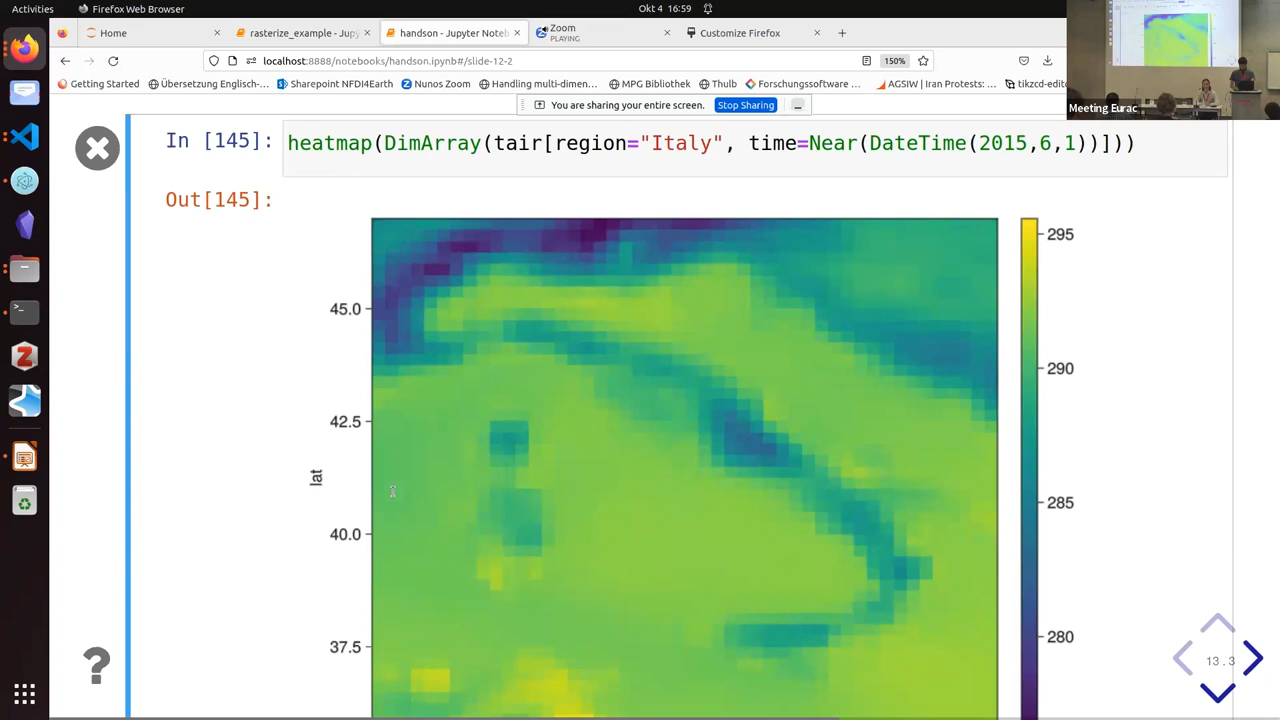 Activities
Firefox Web Browser
Okt 4 16:59
Home
rasterize_example - Jupy
handson - Jupyter Noteb
Zoom
PLAYING
Customize Firefox
localhost:8888/notebooks/handson.ipynb#/slide-12-2
150%
Getting Started
Übersetzung Englisch-...
Sharepoint NFDI4Earth
Nunos Zoom
Handling multi-dimen...
MPG Bibliothek
Thulb
Forschungssoftware ...
AGSIW | Iran Protests: ...
tikzcd-editor
You are sharing your entire screen.
Stop Sharing
Meeting Eurac
In [145]:
heatmap(DimArray(tair[region="Italy", time=Near(DateTime(2015,6,1))]))
Out[145]:
45.0
42.5
40.0
37.5
lat
295
290
285
280
13.3
?